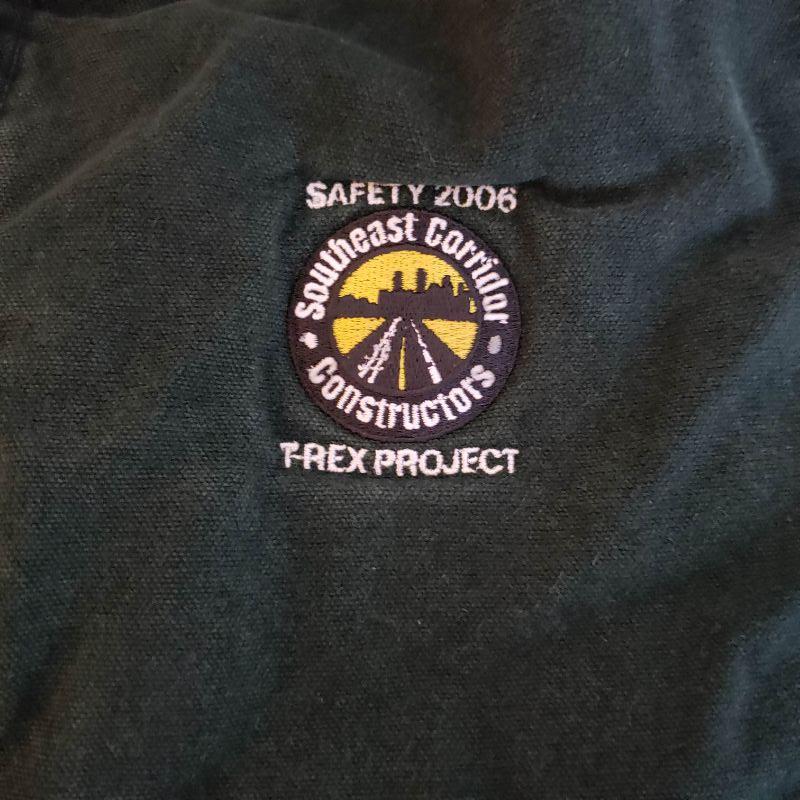 SAFETY 2006
Southeast Corridor
Constructors
T-REX PROJECT